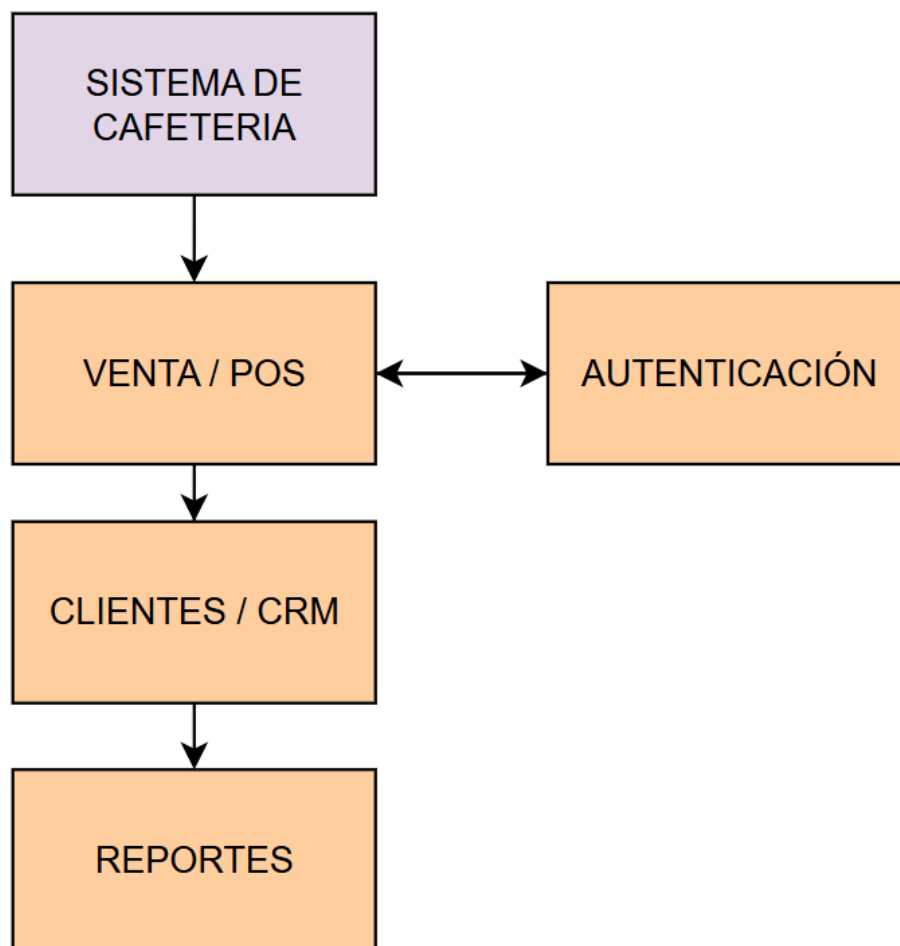 SISTEMA DE
CAFETERIA
VENTA / POS
AUTENTICACIÓN
CLIENTES / CRM
REPORTES